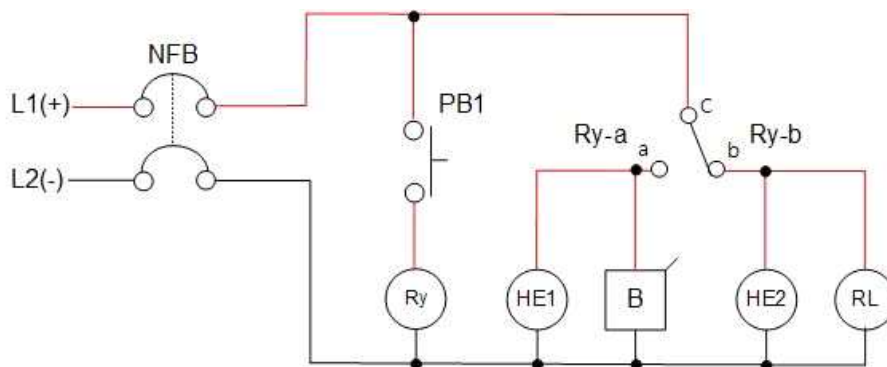 NFB
L1(+)
PB1
C
Ry-a
a
b
Ry-b
L2(-)
Ry
HE1
B
HE2
RL